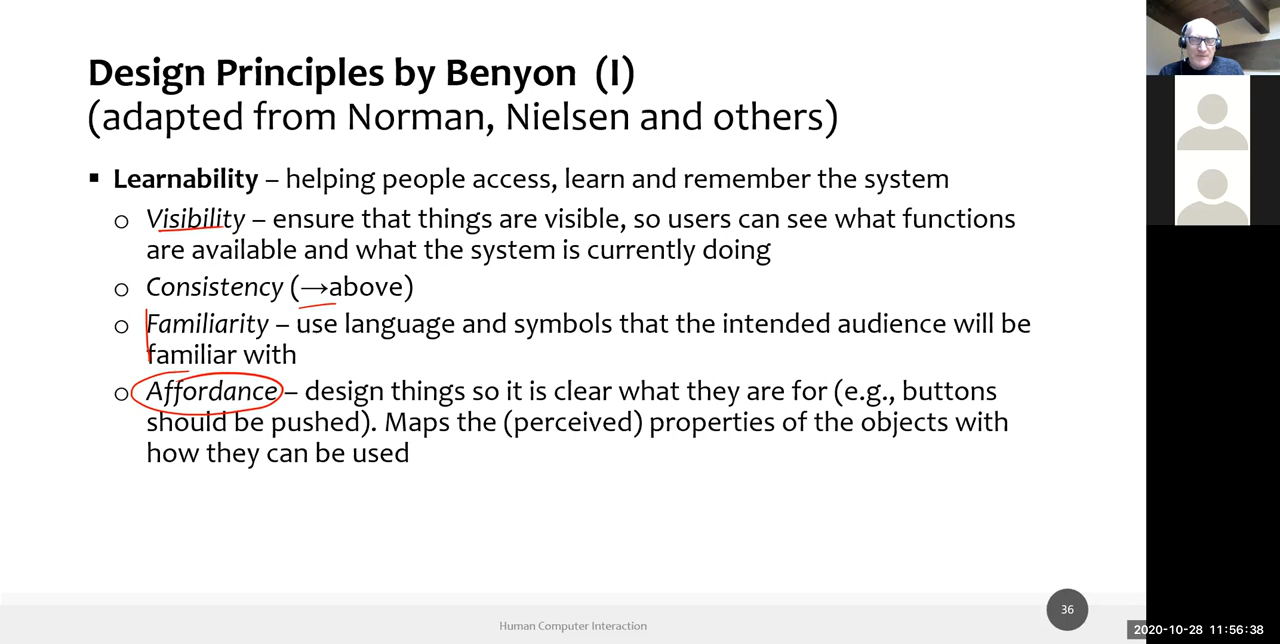 Design Principles by Benyon (I)
(adapted from Norman, Nielsen and others)
▪ Learnability – helping people access, learn and remember the system
o Visibility – ensure that things are visible, so users can see what functions
are available and what the system is currently doing
o Consistency (→above)
o Familiarity – use language and symbols that the intended audience will be
familiar with
o Affordance – design things so it is clear what they are for (e.g., buttons
should be pushed). Maps the (perceived) properties of the objects with
how they can be used
36
Human Computer Interaction
2020-10-28 11:56:38